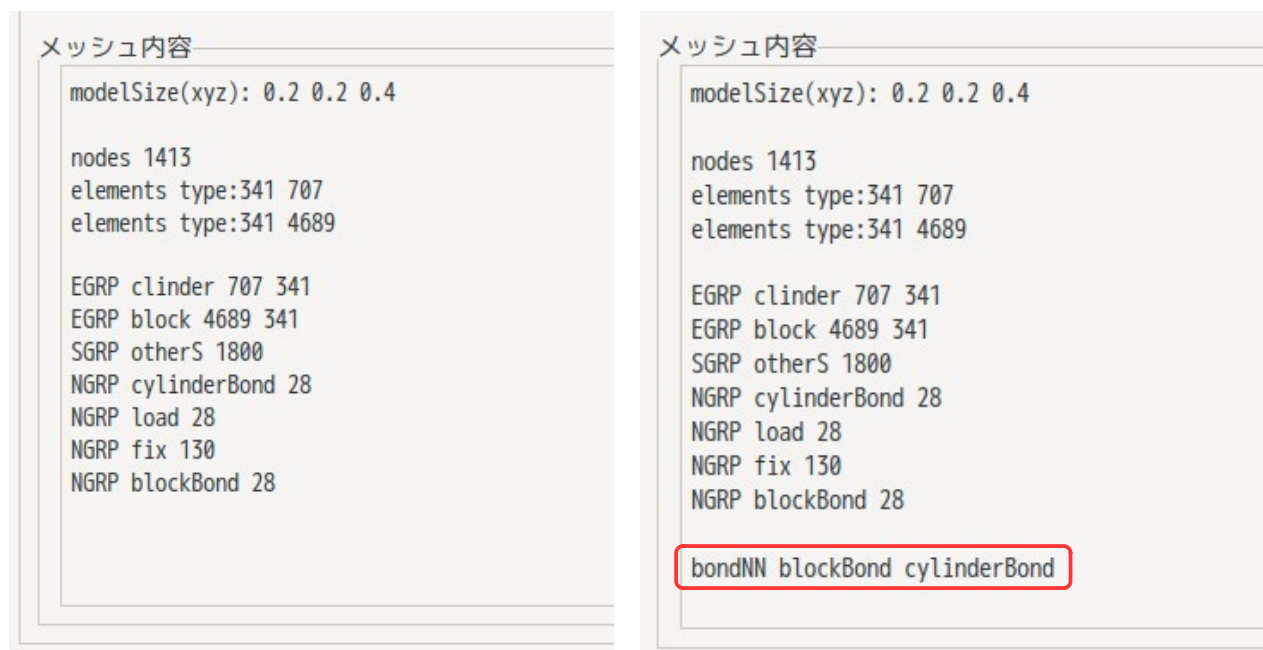 メッシュ内容
modelSize(xyz): 0.2 0.2 0.4
nodes 1413
elements type:341 707
elements type:341 4689
EGRP clinder 707 341
EGRP block 4689 341
SGRP otherS 1800
NGRP cylinderBond 28
NGRP load 28
NGRP fix 130
NGRP blockBond 28
メッシュ内容
modelSize(xyz): 0.2 0.2 0.4
nodes 1413
elements type:341 707
elements type:341 4689
EGRP clinder 707 341
EGRP block 4689 341
SGRP otherS 1800
NGRP cylinderBond 28
NGRP load 28
NGRP fix 130
NGRP blockBond 28
bondNN blockBond cylinderBond